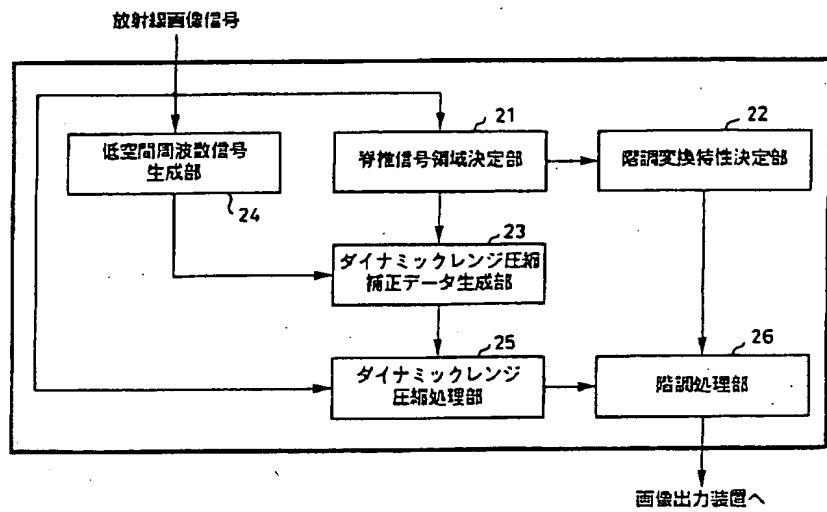 放射線画像信号
21
22
低空間周波数信号
生成部
24
脊椎信号領域決定部
階調変換特性決定部
23
ダイナミックレンジ圧縮
補正データ生成部
25
ダイナミックレンジ
圧縮処理部
26
階調処理部
画像出力装置へ